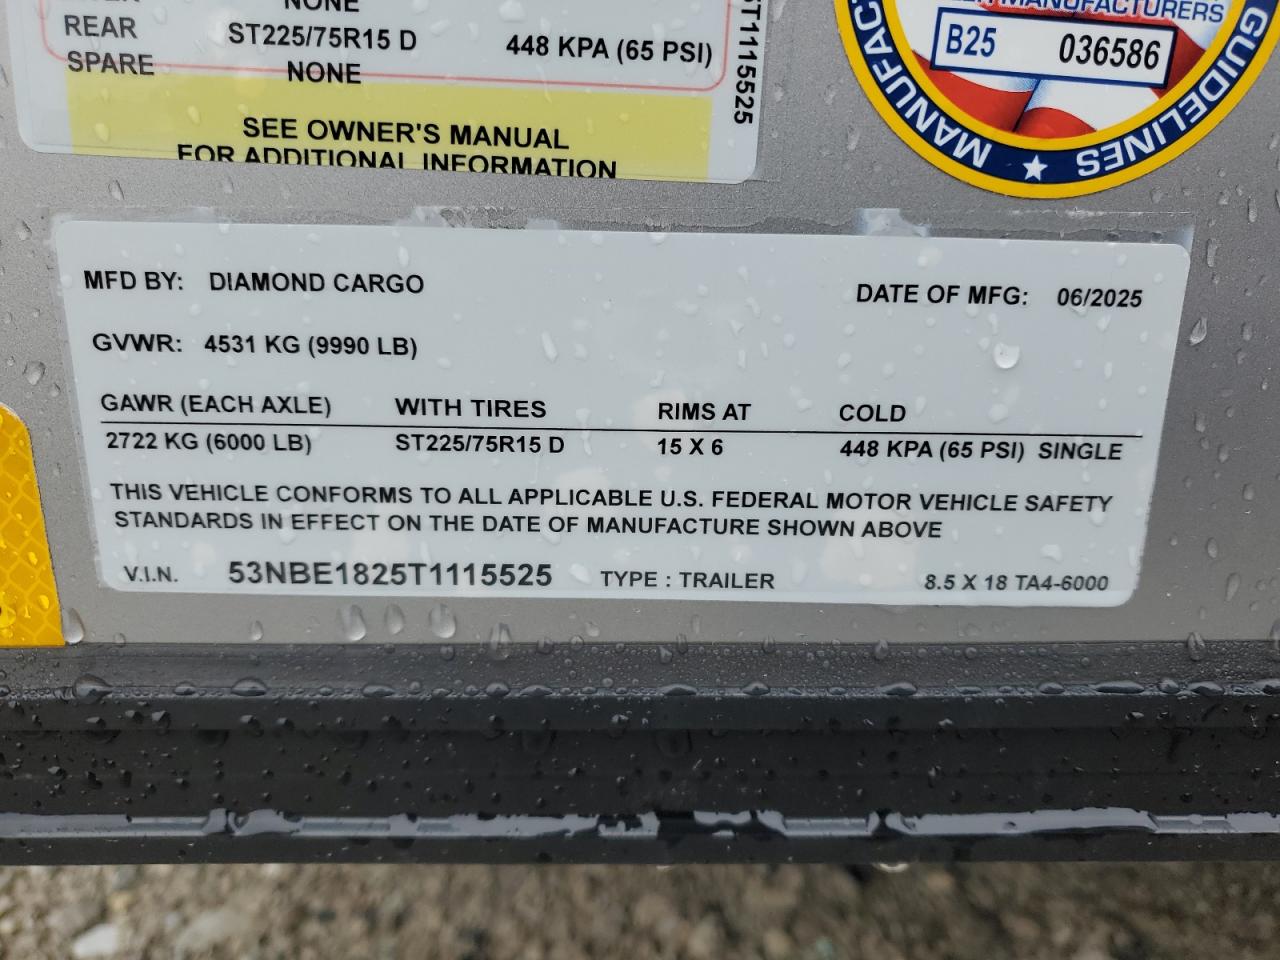 NONE
REAR ST225/75R15 D 448 KPA (65 PSI)
SPARE NONE
SEE OWNER'S MANUAL
FOR ADDITIONAL INFORMATION
5T1115525
MANUFACTURERS
B25 036586
GUIDELINES
MFD BY: DIAMOND CARGO DATE OF MFG: 06/2025
GVWR: 4531 KG (9990 LB)
GAWR (EACH AXLE) WITH TIRES RIMS AT COLD
2722 KG (6000 LB) ST225/75R15 D 15 X 6 448 KPA (65 PSI) SINGLE
THIS VEHICLE CONFORMS TO ALL APPLICABLE U.S. FEDERAL MOTOR VEHICLE SAFETY
STANDARDS IN EFFECT ON THE DATE OF MANUFACTURE SHOWN ABOVE
V.I.N. 53NBE1825T1115525 TYPE : TRAILER 8.5 X 18 TA4-6000